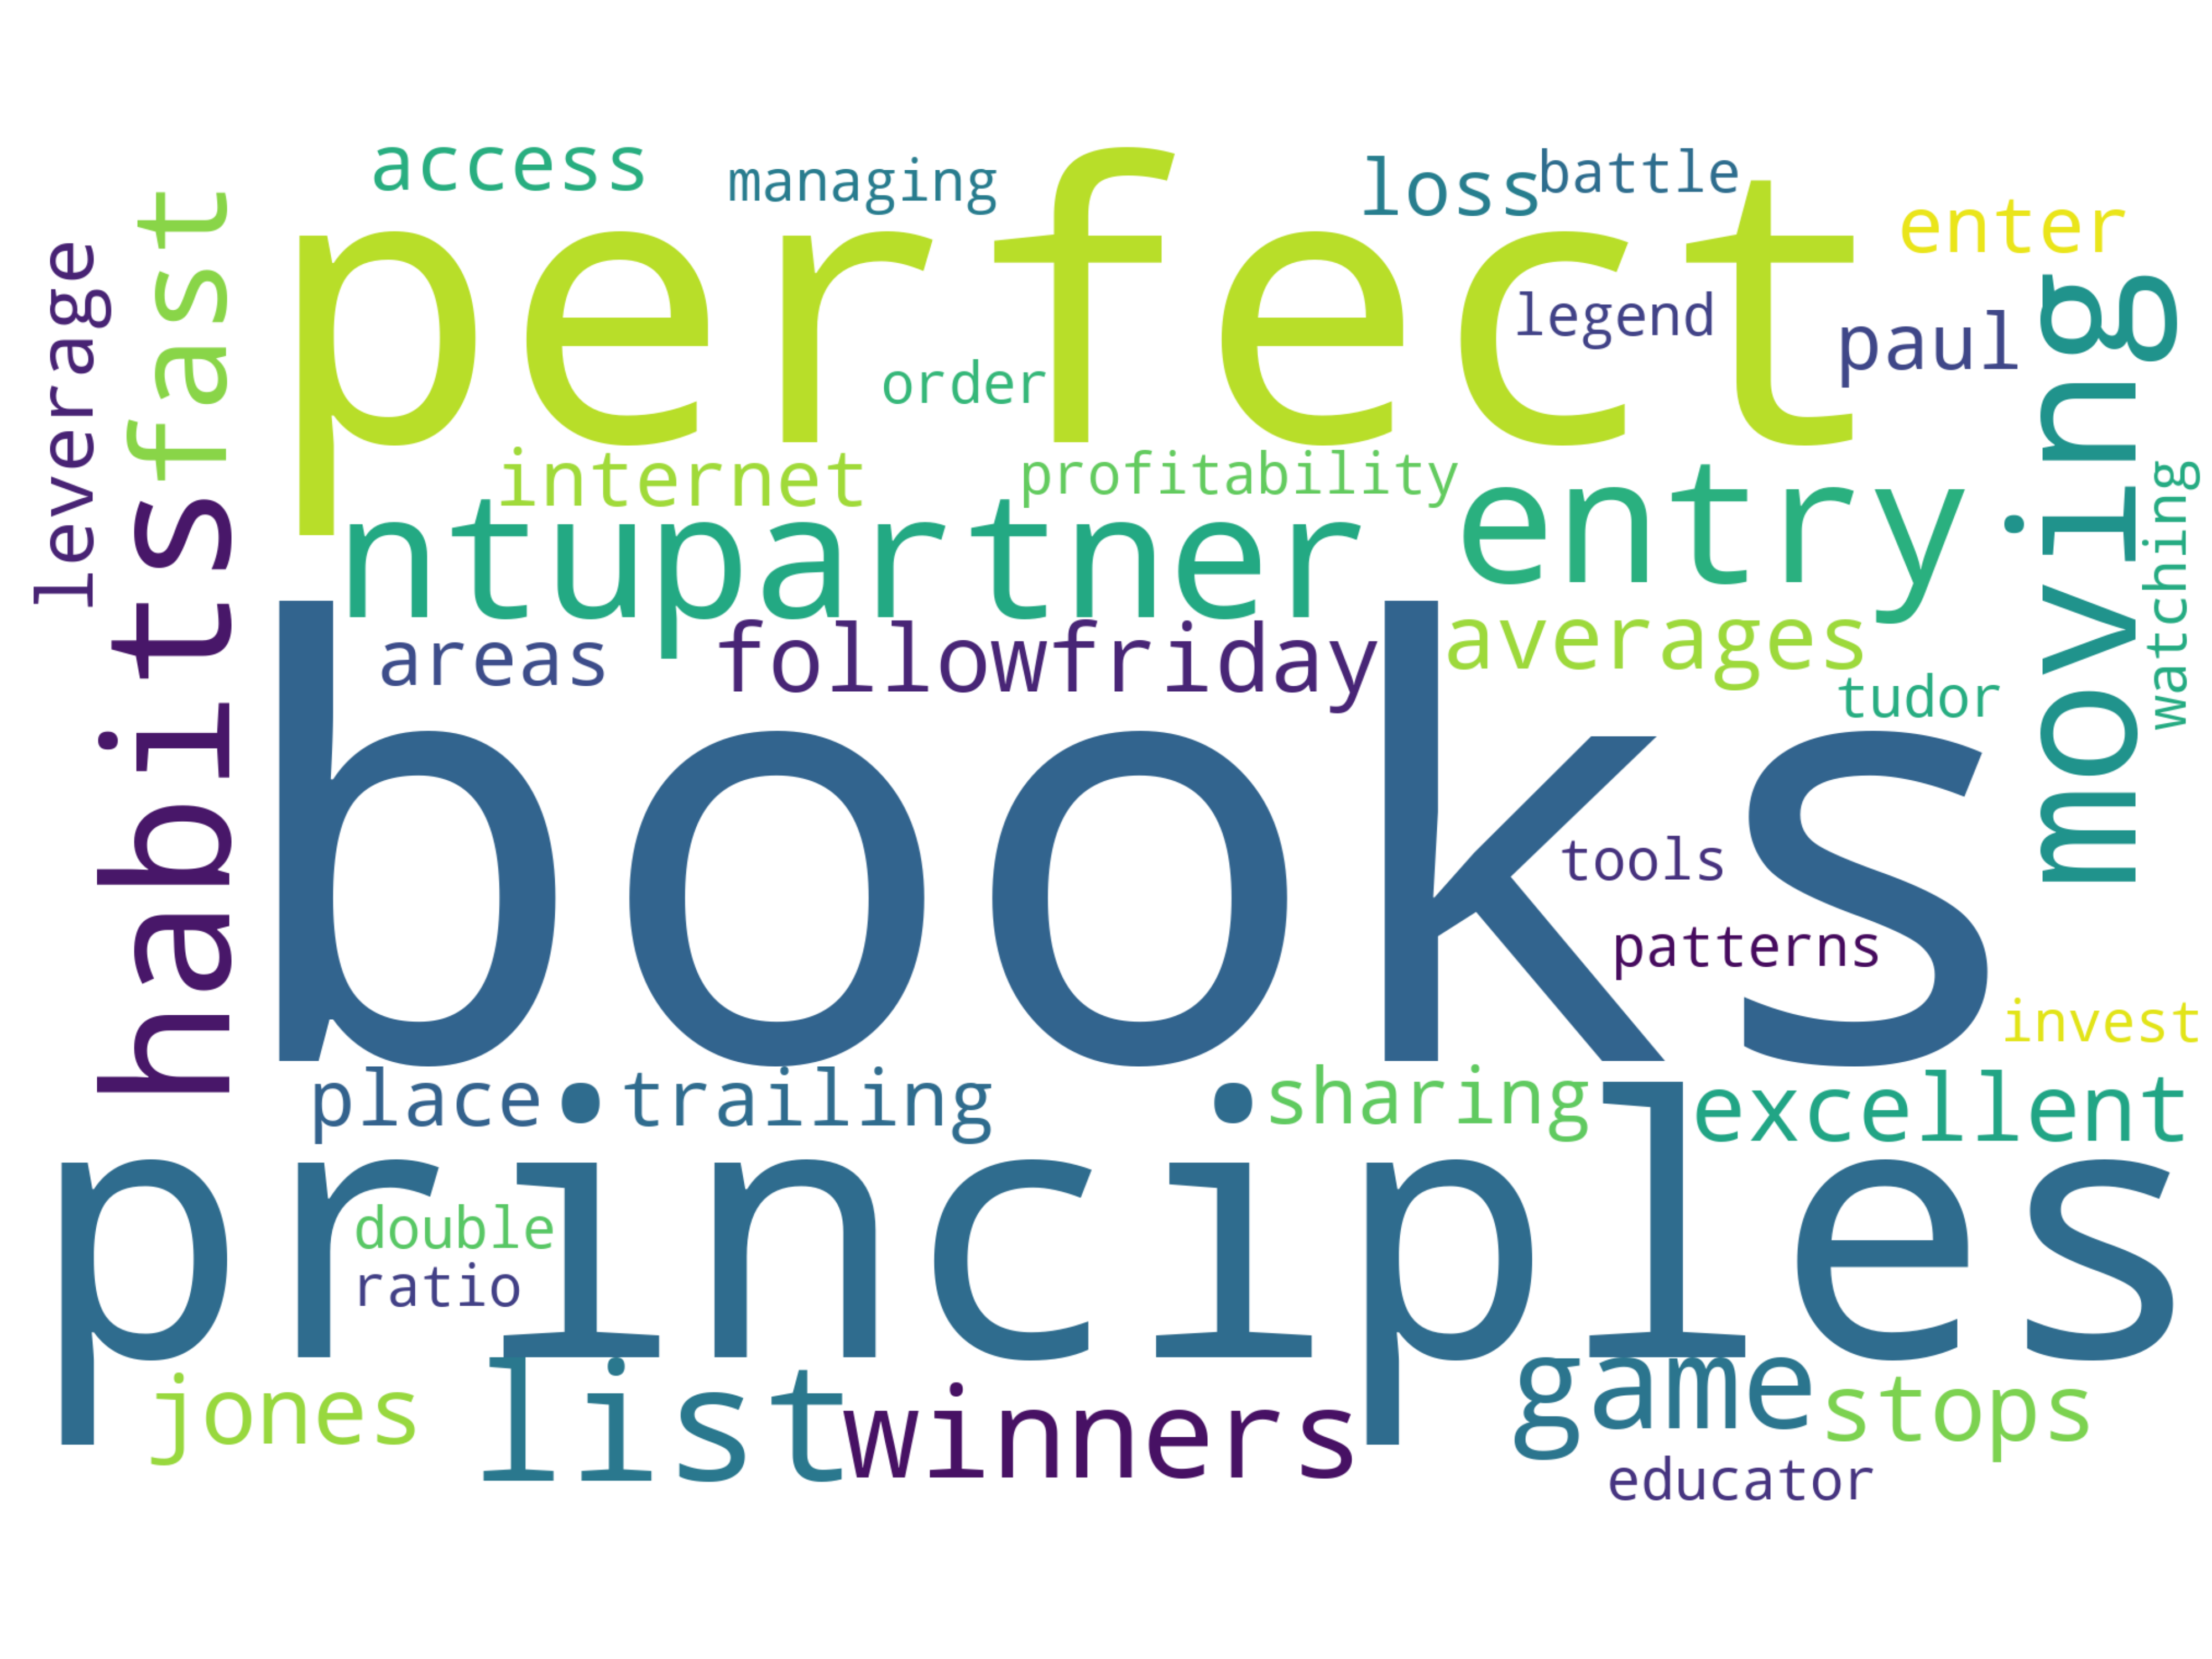 access
managing
loss
battle
enter
leverage
fast
perfect
legend
paul
moving
order
internet
profitability
watching
habits
ntupartner
entry
areas
followfriday
averages
tudor
books
tools
patterns
invest
place
trailing
sharing
excellent
principles
double
ratio
jones
list
winners
game
stops
educator